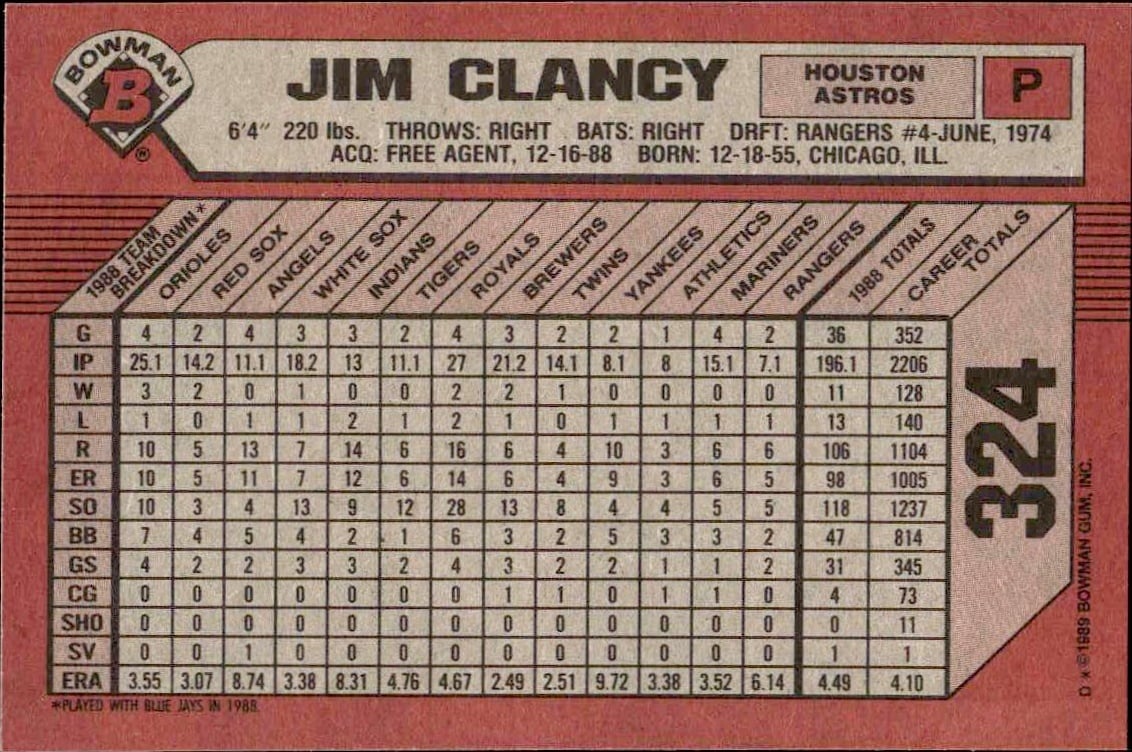 BOWMAN
B
®
JIM CLANCY
HOUSTON
ASTROS
P
6'4" 220 lbs. THROWS: RIGHT BATS: RIGHT DRFT: RANGERS #4-JUNE, 1974
ACQ: FREE AGENT, 12-16-88 BORN: 12-18-55, CHICAGO, ILL.
1988 TEAM BREAKDOWN* ORIOLES RED SOX ANGELS WHITE SOX INDIANS TIGERS ROYALS BREWERS TWINS YANKEES ATHLETICS MARINERS RANGERS 1988 TOTALS CAREER TOTALS
G 4 2 4 3 3 2 4 3 2 2 1 4 2 36 352
IP 25.1 14.2 11.1 18.2 13 11.1 27 21.2 14.1 8.1 8 15.1 7.1 196.1 2206
W 3 2 0 1 0 0 2 2 1 0 0 0 0 11 128
L 1 0 1 1 2 1 2 1 0 1 1 1 1 13 140
R 10 5 13 7 14 6 16 6 4 10 3 6 6 106 1104
ER 10 5 11 7 12 6 14 6 4 9 3 6 5 98 1005
SO 10 3 4 13 9 12 28 13 8 4 4 5 5 118 1237
BB 7 4 5 4 2 1 6 3 2 5 3 3 2 47 814
GS 4 2 2 3 3 2 4 3 2 2 1 1 2 31 345
CG 0 0 0 0 0 0 0 1 1 0 1 1 0 4 73
SHO 0 0 0 0 0 0 0 0 0 0 0 0 0 0 11
SV 0 0 1 0 0 0 0 0 0 0 0 0 0 1 1
ERA 3.55 3.07 8.74 3.38 8.31 4.76 4.67 2.49 2.51 9.72 3.38 3.52 6.14 4.49 4.10
324
*PLAYED WITH BLUE JAYS IN 1988.
D *©1989 BOWMAN GUM, INC.